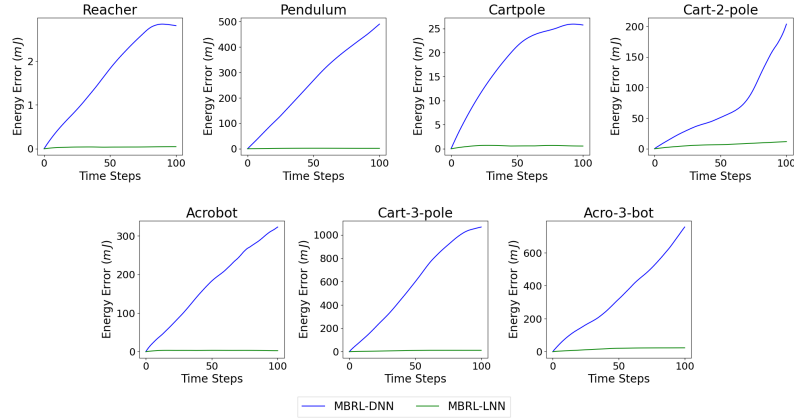 Reacher
Energy Error (mJ)
2
1
0
0 50 100
Time Steps
Pendulum
Energy Error (mJ)
500
400
300
200
100
0
0 50 100
Time Steps
Cartpole
Energy Error (mJ)
25
20
15
10
5
0
0 50 100
Time Steps
Cart-2-pole
Energy Error (mJ)
200
150
100
50
0
0 50 100
Time Steps
Acrobot
Energy Error (mJ)
300
200
100
0
0 50 100
Time Steps
Cart-3-pole
Energy Error (mJ)
1000
800
600
400
200
0
0 50 100
Time Steps
Acro-3-bot
Energy Error (mJ)
600
400
200
0
0 50 100
Time Steps
MBRL-DNN MBRL-LNN